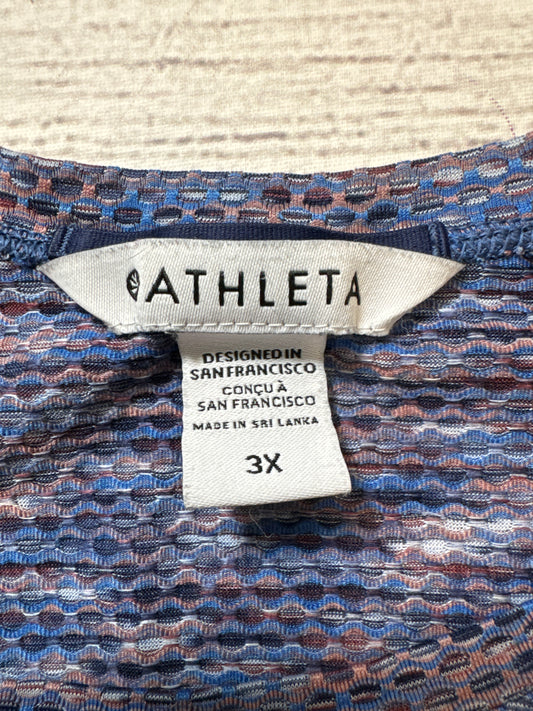 ATHLETA
DESIGNED IN
SAN FRANCISCO
CONÇU À
SAN FRANCISCO
MADE IN SRI LANKA
3X